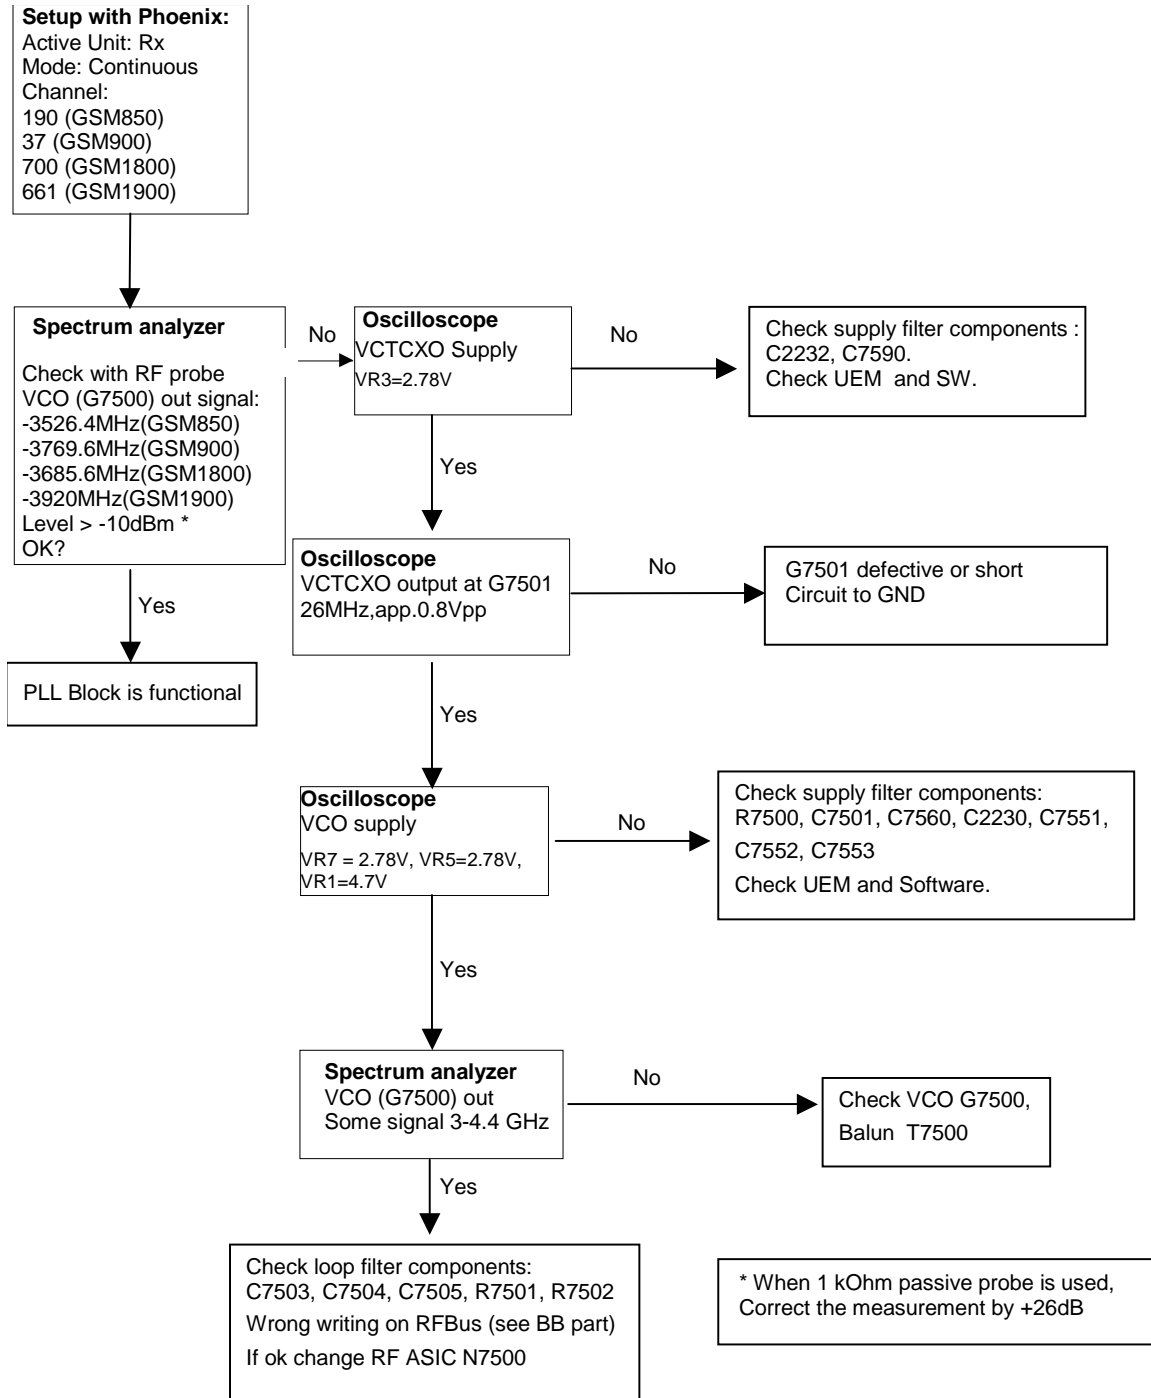 Setup with Phoenix:
Active Unit: Rx
Mode: Continuous
Channel:
190 (GSM850)
37 (GSM900)
700 (GSM1800)
661 (GSM1900)
Spectrum analyzer
Check with RF probe
VCO (G7500) out signal:
-3526.4MHz(GSM850)
-3769.6MHz(GSM900)
-3685.6MHz(GSM1800)
-3920MHz(GSM1900)
Level > -10dBm *
OK?
No
Oscilloscope
VCTCXO Supply
VR3=2.78V
No
Check supply filter components :
C2232, C7590.
Check UEM and SW.
Yes
Yes
PLL Block is functional
Oscilloscope
VCTCXO output at G7501
26MHz,app.0.8Vpp
No
G7501 defective or short
Circuit to GND
Yes
Oscilloscope
VCO supply
VR7 = 2.78V, VR5=2.78V,
VR1=4.7V
No
Check supply filter components:
R7500, C7501, C7560, C2230, C7551,
C7552, C7553
Check UEM and Software.
Yes
Spectrum analyzer
VCO (G7500) out
Some signal 3-4.4 GHz
No
Check VCO G7500,
Balun T7500
Yes
Check loop filter components:
C7503, C7504, C7505, R7501, R7502
Wrong writing on RFBus (see BB part)
If ok change RF ASIC N7500
* When 1 kOhm passive probe is used,
Correct the measurement by +26dB